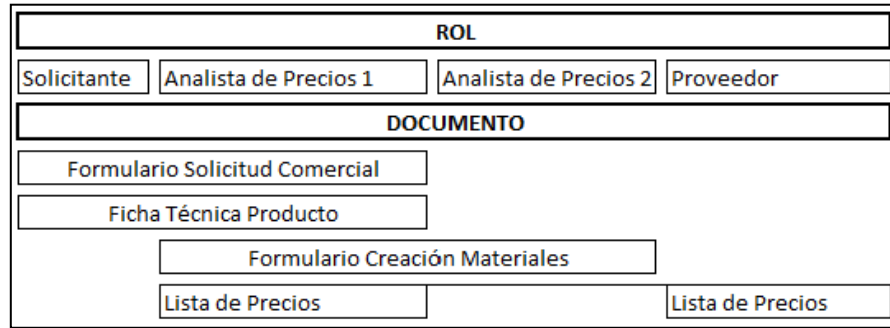 ROL
Solicitante Analista de Precios 1 Analista de Precios 2 Proveedor
DOCUMENTO
Formulario Solicitud Comercial
Ficha Técnica Producto
Formulario Creación Materiales
Lista de Precios Lista de Precios